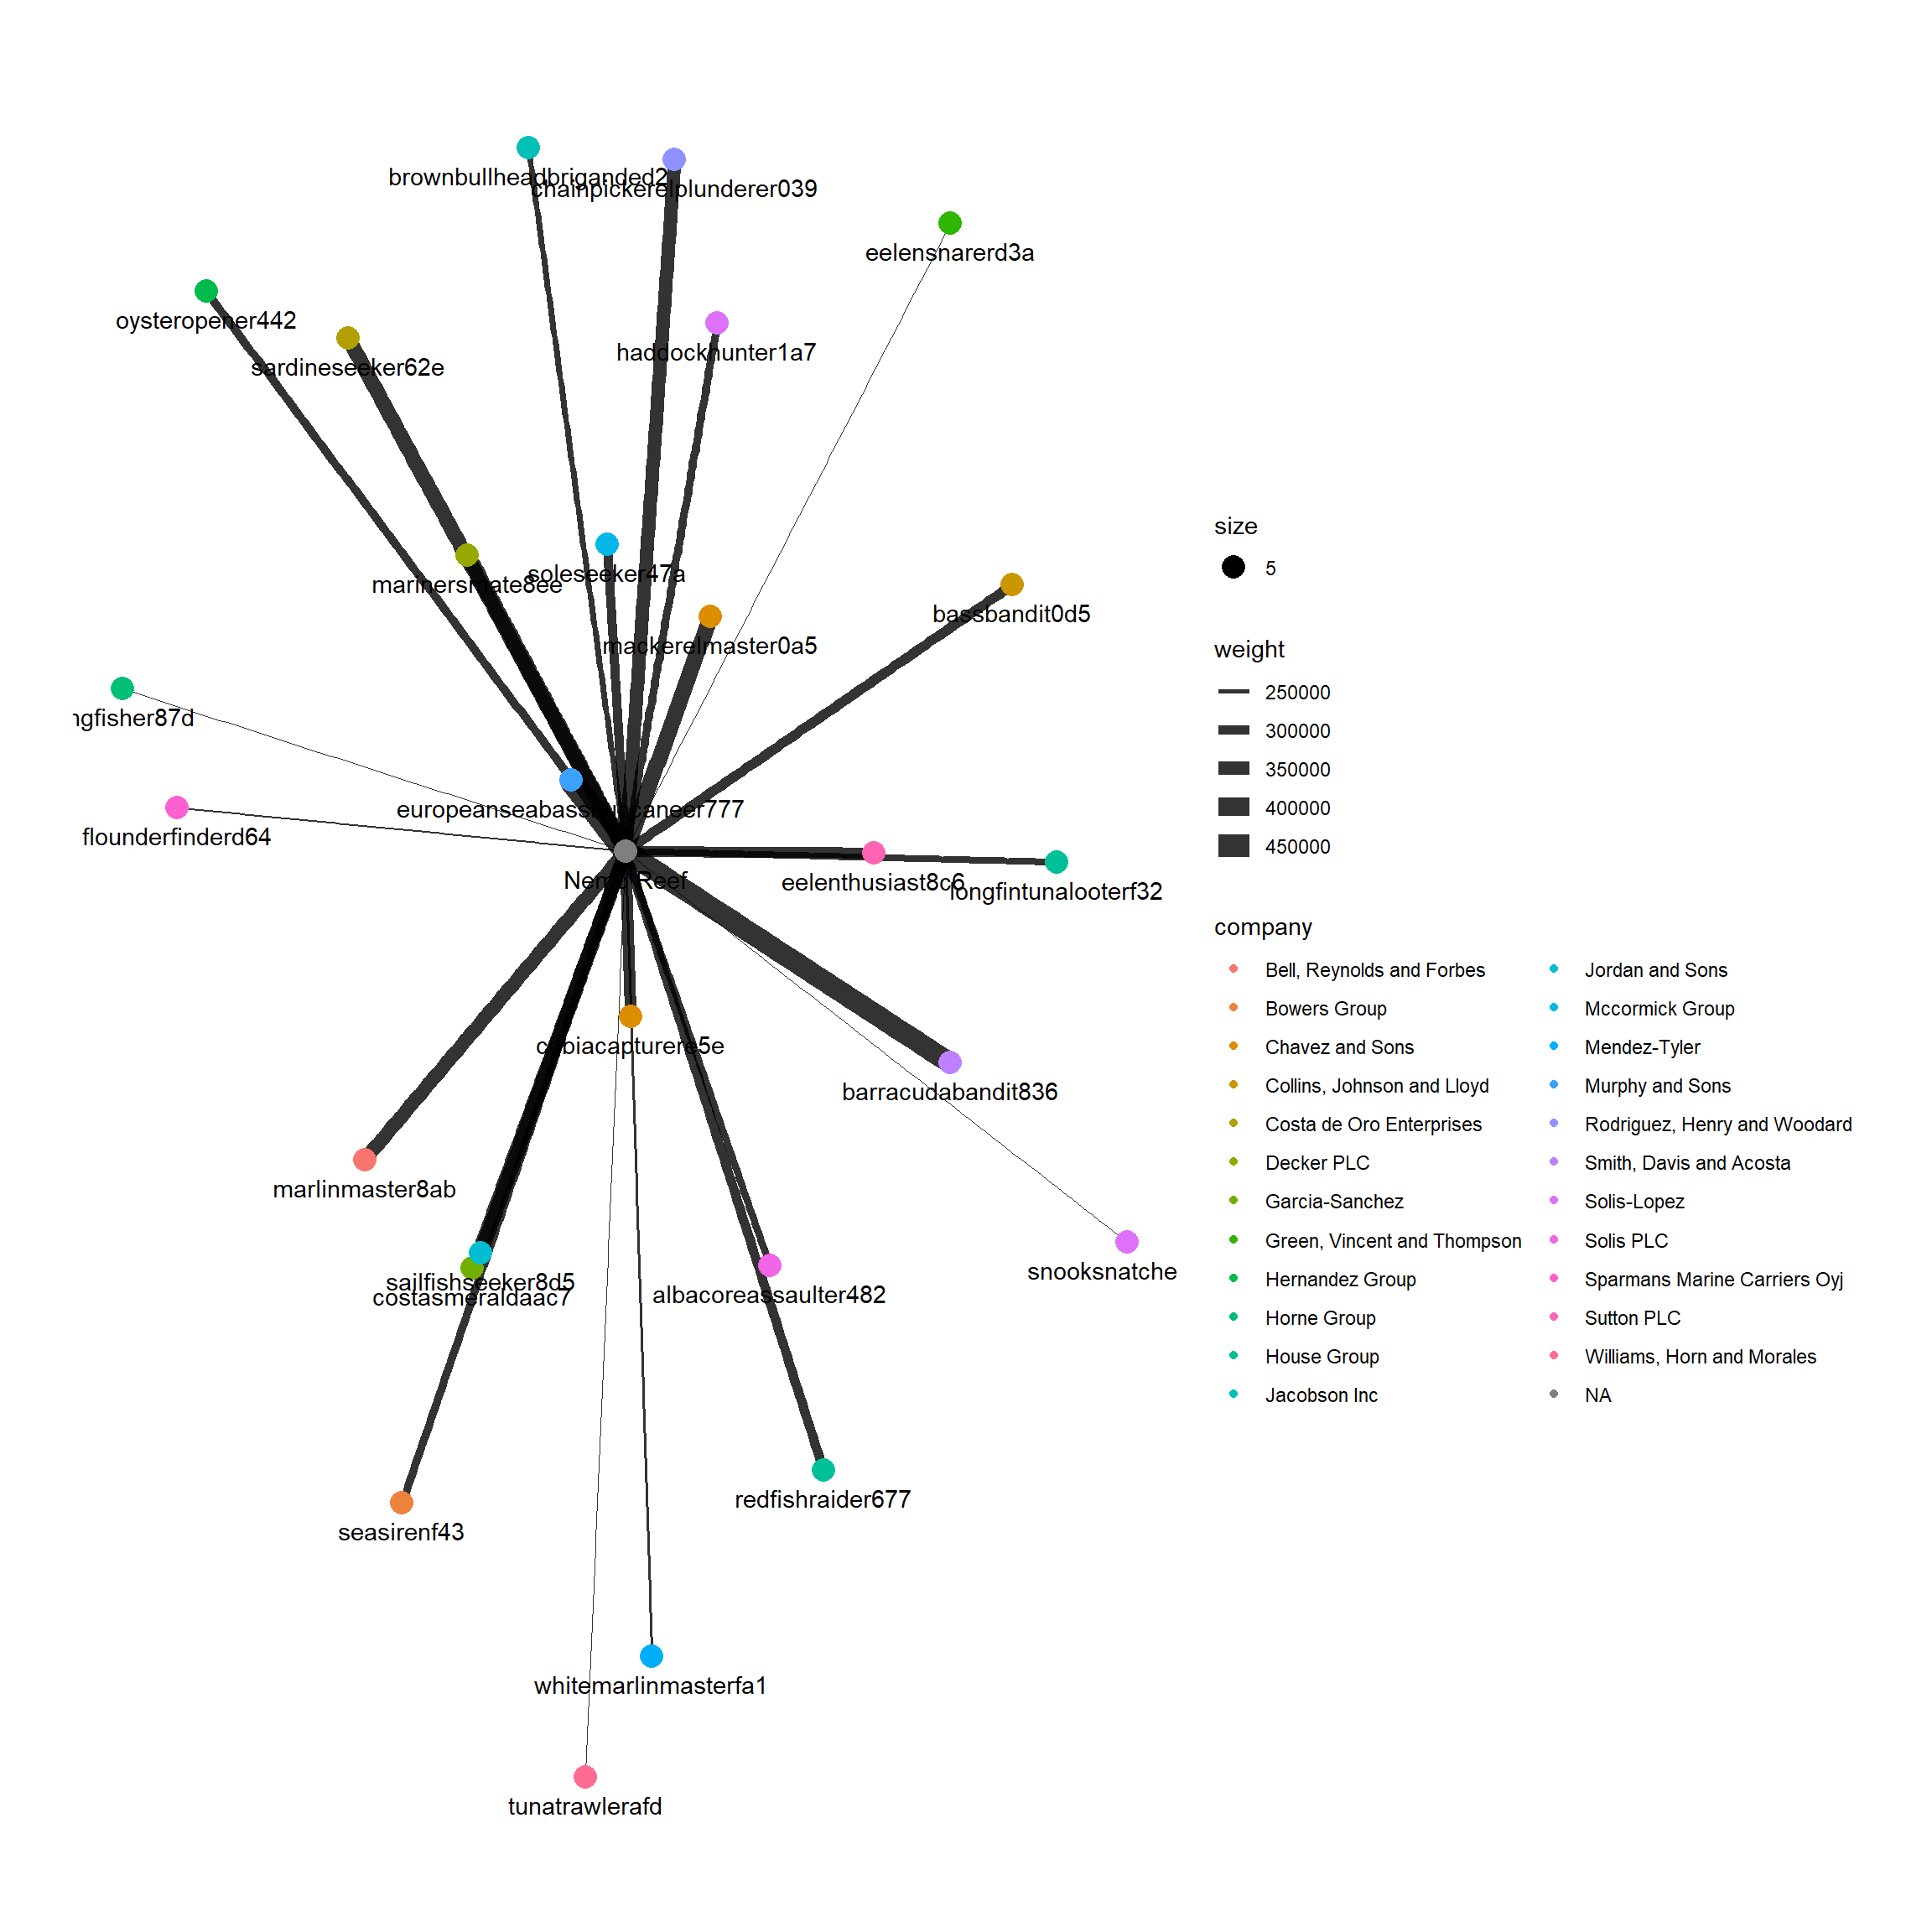 brownbullheadbriganded2
chainpickerelplunderer039
eelensnarerd3a
oysteropener442
haddockhunter1a7
sardineseeker62e
soleseeker47a
marinersmate8ee
bassbandit0d5
mackerelmaster0a5
ngfisher87d
europeanseabassbuccaneer777
flounderfinderd64
Nemo Reef
eelenthusiast8c6
longfintunalooterf32
cobiacapturere5e
barracudabandit836
marlinmaster8ab
snooksnatche
sailfishseeker8d5
costasmeraldaac7
albacoreassaulter482
redfishraider677
seasirenf43
whitemarlinmasterfa1
tunatrawlerafd
size
5
weight
250000
300000
350000
400000
450000
company
Bell, Reynolds and Forbes
Bowers Group
Chavez and Sons
Collins, Johnson and Lloyd
Costa de Oro Enterprises
Decker PLC
Garcia-Sanchez
Green, Vincent and Thompson
Hernandez Group
Horne Group
House Group
Jacobson Inc
Jordan and Sons
Mccormick Group
Mendez-Tyler
Murphy and Sons
Rodriguez, Henry and Woodard
Smith, Davis and Acosta
Solis-Lopez
Solis PLC
Sparmans Marine Carriers Oyj
Sutton PLC
Williams, Horn and Morales
NA